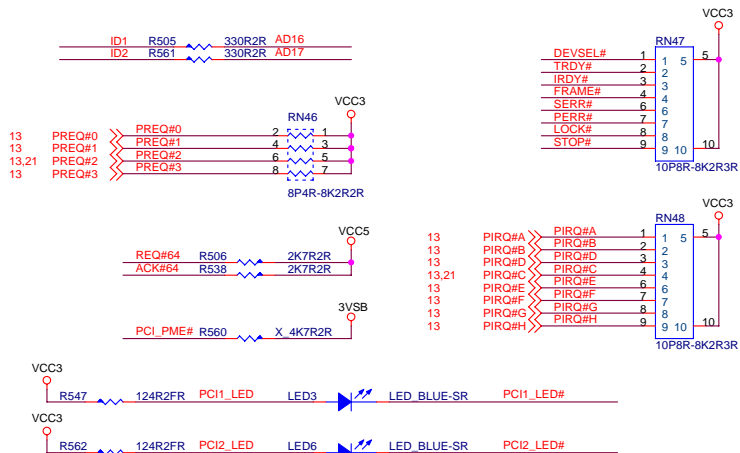 ID1 R505 330R2R AD16
ID2 R561 330R2R AD17
RN46
VCC3
13 PREQ#0 PREQ#0 2 1
13 PREQ#1 PREQ#1 4 3
13,21 PREQ#2 PREQ#2 6 5
13 PREQ#3 PREQ#3 8 7
8P4R-8K2R2R
VCC3
RN47
DEVSEL# 1 1 5 5
TRDY# 2 2
IRDY# 3 3
FRAME# 4 4
SERR# 6 6
PERR# 7 7
LOCK# 8 8
STOP# 9 9 10 10
10P8R-8K2R3R
VCC5
REQ#64 R506 2K7R2R
ACK#64 R538 2K7R2R
3VSB
PCI_PME# R560 X_4K7R2R
VCC3
RN48
13 PIRQ#A PIRQ#A 1 1 5 5
13 PIRQ#B PIRQ#B 2 2
13 PIRQ#D PIRQ#D 3 3
13,21 PIRQ#C PIRQ#C 4 4
13 PIRQ#E PIRQ#E 6 6
13 PIRQ#F PIRQ#F 7 7
13 PIRQ#G PIRQ#G 8 8
13 PIRQ#H PIRQ#H 9 9 10 10
10P8R-8K2R3R
VCC3
R547 124R2FR PCI1_LED LED3 LED_BLUE-SR PCI1_LED#
VCC3
R562 124R2FR PCI2_LED LED6 LED_BLUE-SR PCI2_LED#